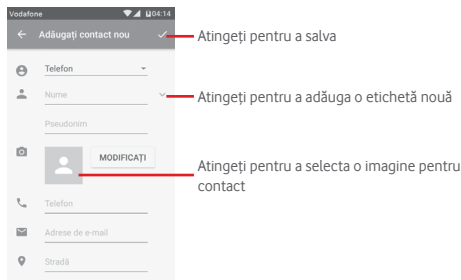 Vodafone 04:14
Adăugați contact nou
Atingeți pentru a salva
Telefon
Nume
Atingeți pentru a adăuga o etichetă nouă
Pseudonim
MODIFICAȚI
Atingeți pentru a selecta o imagine pentru
contact
Telefon
Adrese de e-mail
Stradă